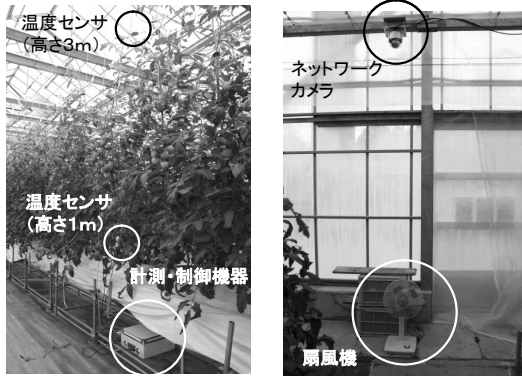 温度センサ
（高さ3m）
温度センサ
（高さ1m）
計測・制御機器
ネットワーク
カメラ
扇風機